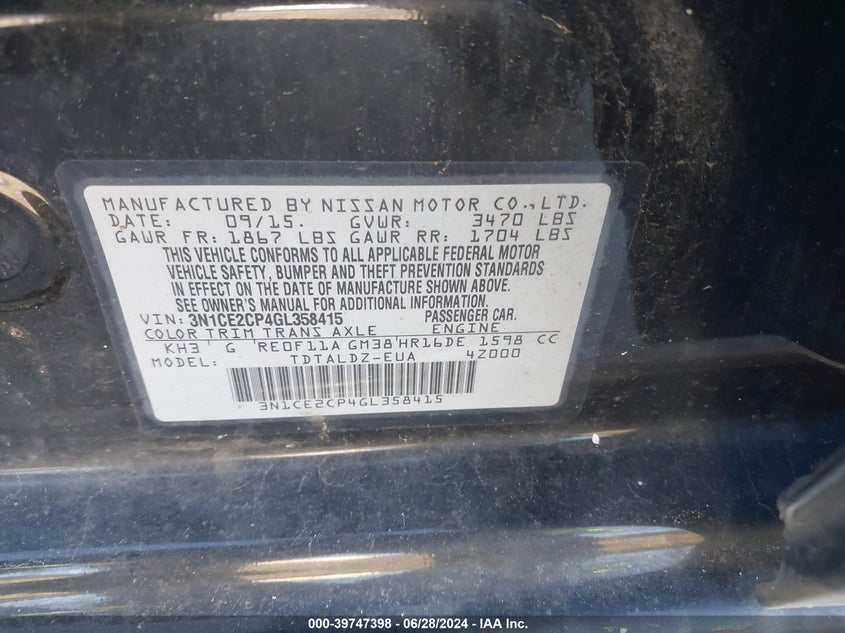 MANUFACTURED BY NISSAN MOTOR CO.,LTD.
DATE: 09/15. GVWR: 3470 LBS
GAWR FR: 1867 LBS GAWR RR: 1704 LBS
THIS VEHICLE CONFORMS TO ALL APPLICABLE FEDERAL MOTOR
VEHICLE SAFETY, BUMPER AND THEFT PREVENTION STANDARDS
IN EFFECT ON THE DATE OF MANUFACTURE SHOWN ABOVE.
SEE OWNER'S MANUAL FOR ADDITIONAL INFORMATION.
VIN: 3N1CE2CP4GL358415 PASSENGER CAR.
COLOR TRIM TRANS AXLE ENGINE
KH3 G RE0F11A GM38 HR16DE 1598 CC
MODEL: TDTALDZ-EUA 4Z000
3N1CE2CP4GL358415
000-39747398 - 06/28/2024 - IAA Inc.